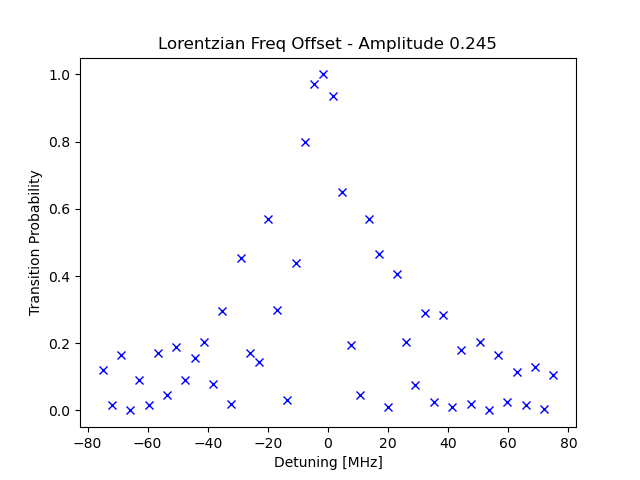 Lorentzian Freq Offset - Amplitude 0.245
Transition Probability
1.0
0.8
0.6
0.4
0.2
0.0
−80 −60 −40 −20 0 20 40 60 80
Detuning [MHz]